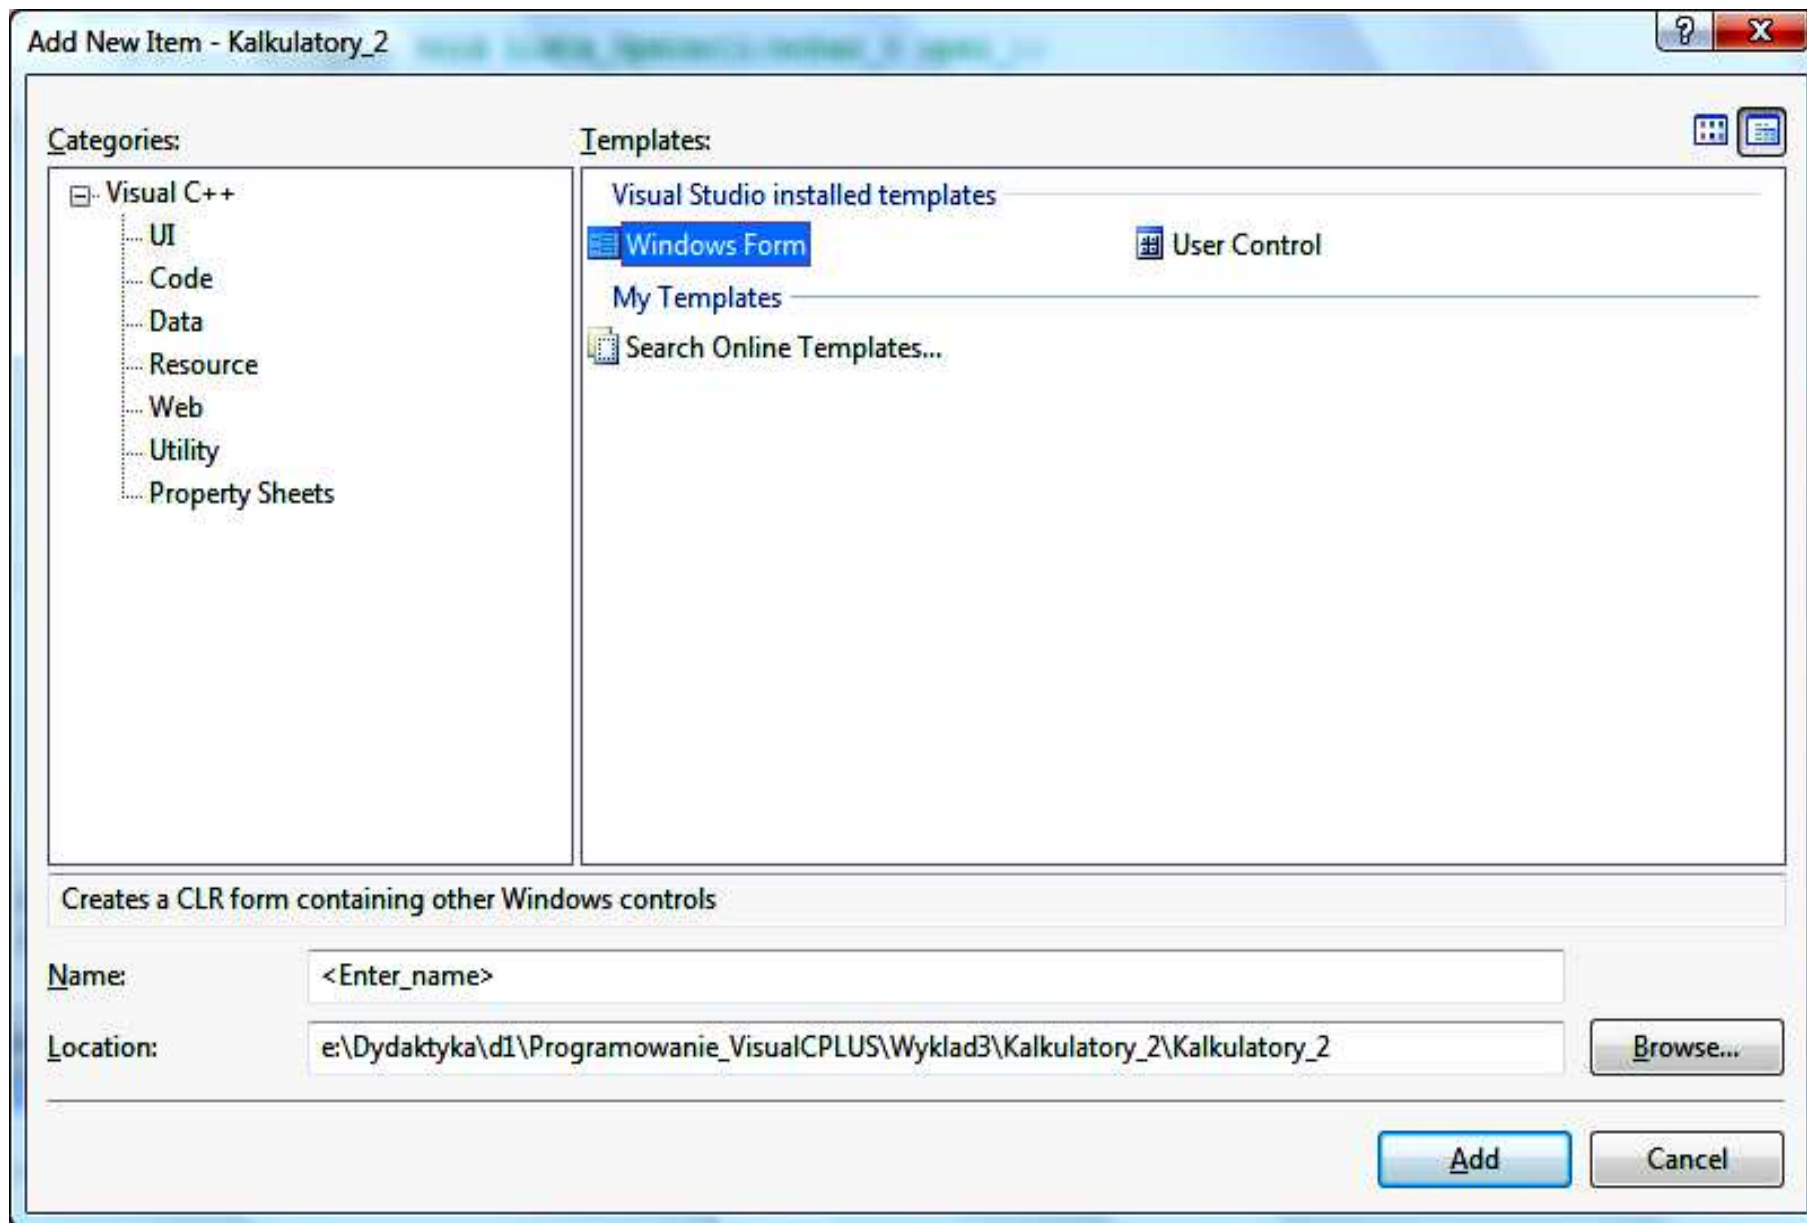 Add New Item - Kalkulatory_2
Categories:
Templates:
Visual C++
UI
Code
Data
Resource
Web
Utility
Property Sheets
Visual Studio installed templates
Windows Form
User Control
My Templates
Search Online Templates...
Creates a CLR form containing other Windows controls
Name:
<Enter_name>
Location:
e:\Dydaktyka\d1\Programowanie_VisualCPLUS\Wyklad3\Kalkulatory_2\Kalkulatory_2
Browse...
Add
Cancel